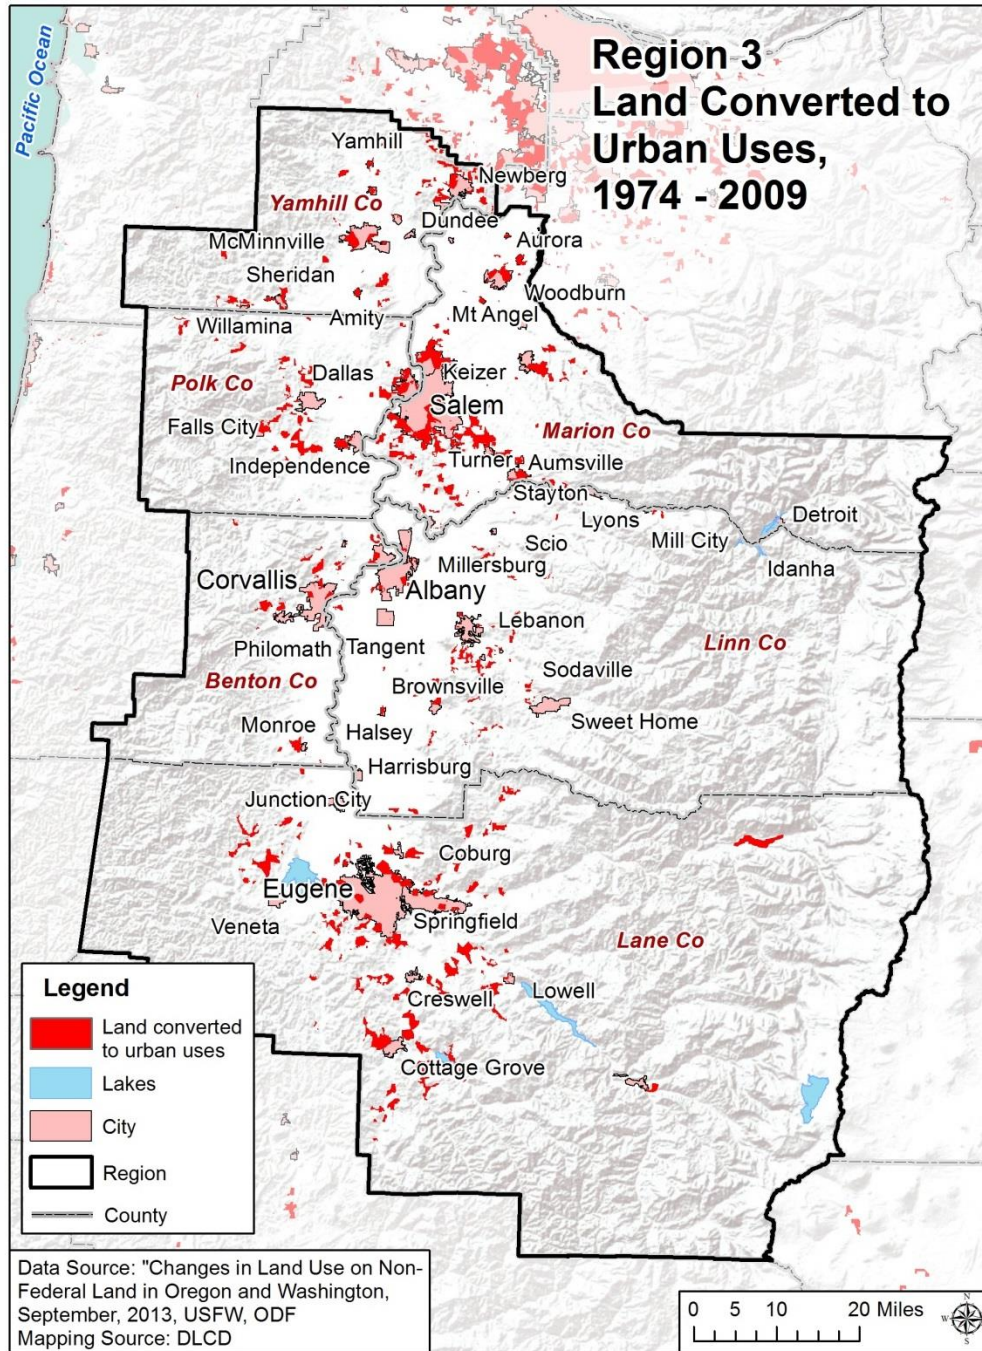 Region 3
Land Converted to
Urban Uses,
1974 - 2009
Pacific Ocean
Yamhill
Newberg
Yamhill Co
Dundee
McMinnville
Aurora
Sheridan
Woodburn
Willamina
Amity
Mt Angel
Polk Co
Dallas
Keizer
Salem
Falls City
Marion Co
Independence
Turner
Aumsville
Stayton
Lyons
Detroit
Scio
Mill City
Idanha
Millersburg
Corvallis
Albany
Lebanon
Philomath
Tangent
Linn Co
Benton Co
Sodaville
Brownsville
Sweet Home
Monroe
Halsey
Harrisburg
Junction City
Coburg
Eugene
Veneta
Springfield
Lane Co
Creswell
Lowell
Cottage Grove
Legend
Land converted
to urban uses
Lakes
City
Region
County
Data Source: "Changes in Land Use on Non-
Federal Land in Oregon and Washington,
September, 2013, USFW, ODF
Mapping Source: DLCD
0 5 10 20 Miles
N
W
E
S